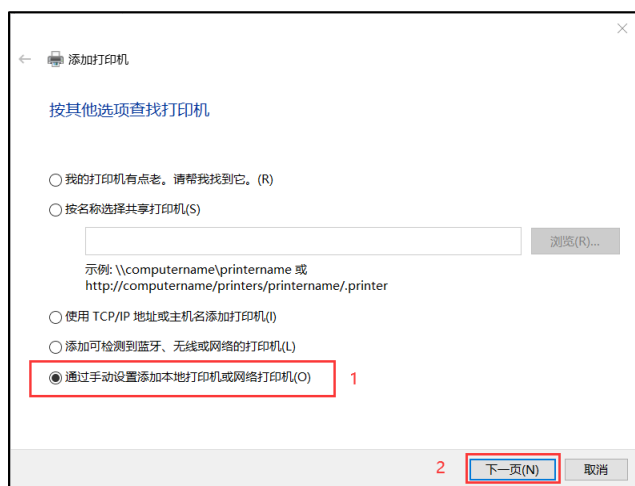 添加打印机
按其他选项查找打印机
我的打印机有点老。请帮我找到它。(R)
按名称选择共享打印机(S)
浏览(R)...
示例: \\computername\printername 或
http://computername/printers/printername/.printer
使用 TCP/IP 地址或主机名添加打印机(I)
添加可检测到蓝牙、无线或网络的打印机(L)
通过手动设置添加本地打印机或网络打印机(O) 1
2 下一页(N) 取消